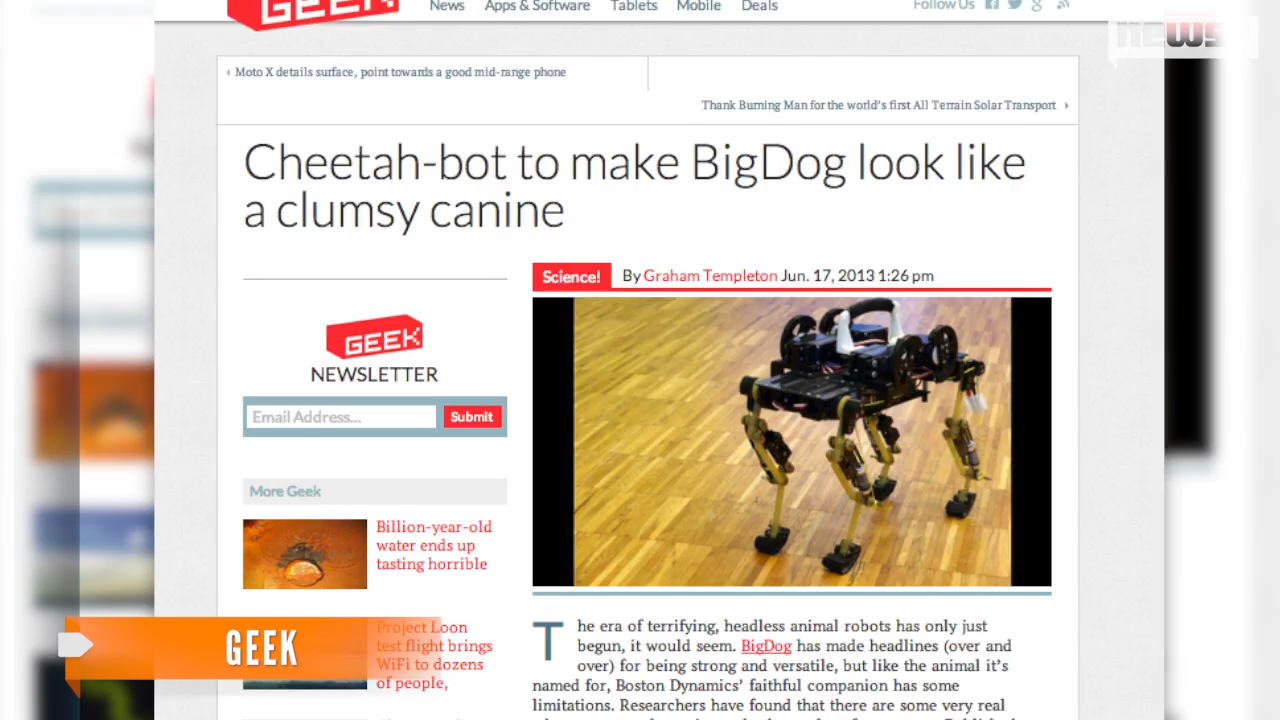 GEEK
News Apps & Software Tablets Mobile Deals Follow Us
Moto X details surface, point towards a good mid-range phone
Thank Burning Man for the world's first All Terrain Solar Transport
Cheetah-bot to make BigDog look like
a clumsy canine
Science! By Graham Templeton Jun. 17, 2013 1:26 pm
GEEK
NEWSLETTER
Email Address... Submit
More Geek
Billion-year-old
water ends up
tasting horrible
Project Loon
test flight brings
WiFi to dozens
of people,
The era of terrifying, headless animal robots has only just
begun, it would seem. BigDog has made headlines (over and
over) for being strong and versatile, but like the animal it's
named for, Boston Dynamics' faithful companion has some
limitations. Researchers have found that there are some very real
GEEK